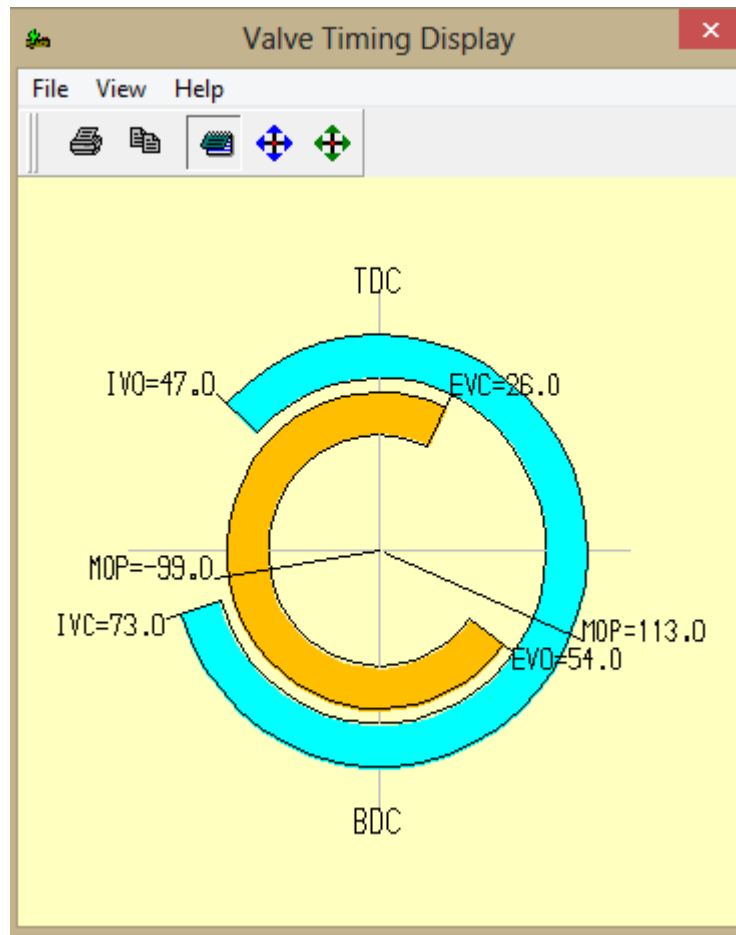 Valve Timing Display
File View Help
TDC
IVO=47.0
EVC=26.0
MOP=-99.0
IVC=73.0
MOP=113.0
EVO=54.0
BDC